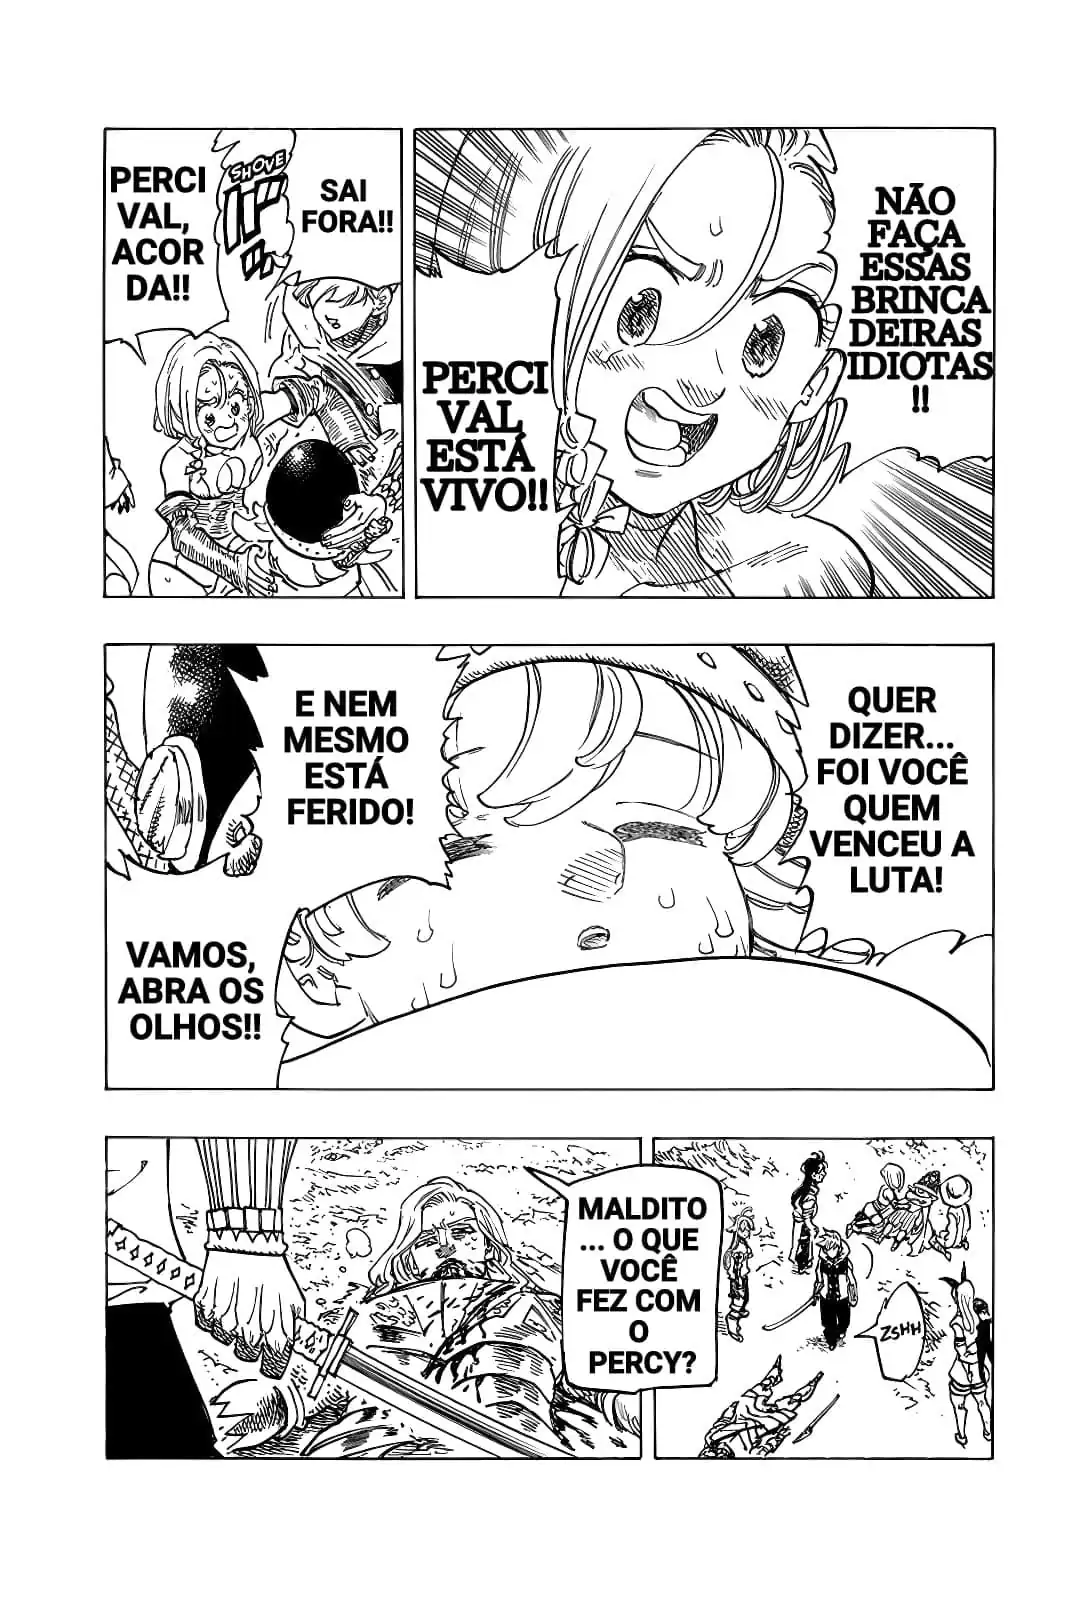 NÃO
FAÇA
ESSAS
BRINCA
DEIRAS
IDIOTAS
!!
PERCI
VAL
ESTÁ
VIVO!!
SAI
FORA!!
SHOVE
バッ
PERCI
VAL,
ACOR
DA!!
QUER
DIZER...
FOI VOCÊ
QUEM
VENCEU A
LUTA!
E NEM
MESMO
ESTÁ
FERIDO!
VAMOS,
ABRA OS
OLHOS!!
ZSHH
MALDITO
... O QUE
VOCÊ
FEZ COM
O
PERCY?